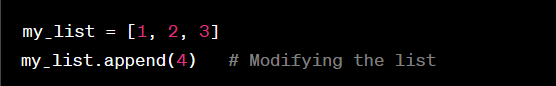 my_list = [1, 2, 3]
my_list.append(4)   # Modifying the list